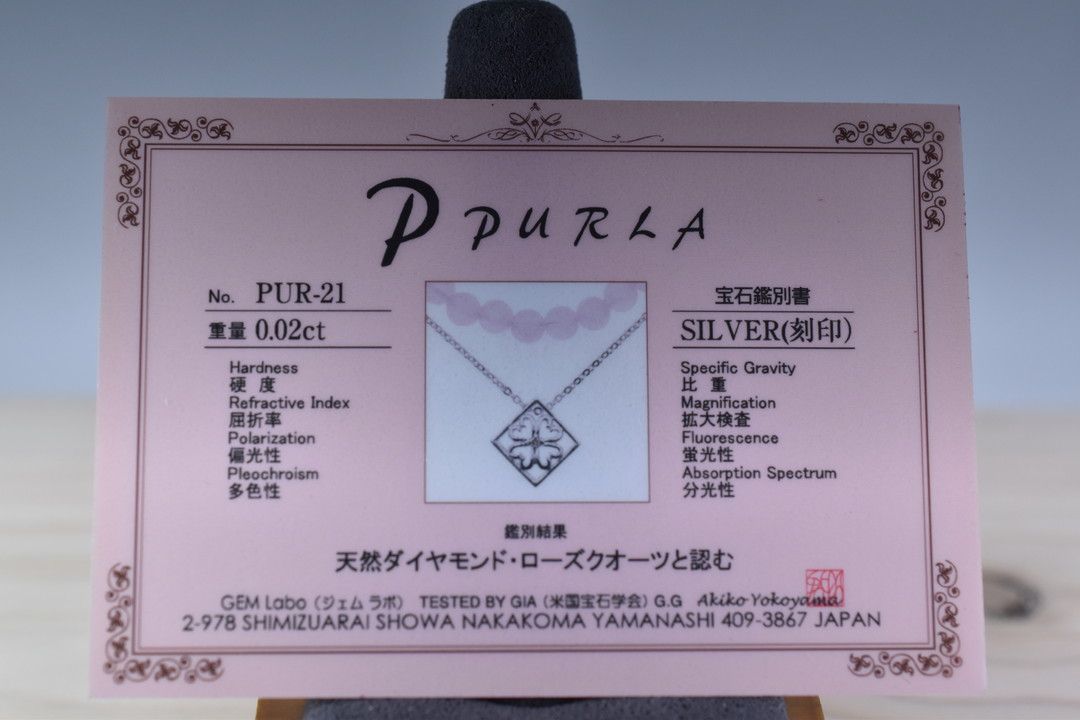 P PURLA
No. PUR-21
重量 0.02ct
Hardness
硬 度
Refractive Index
屈折率
Polarization
偏光性
Pleochroism
多色性
宝石鑑別書
SILVER(刻印)
Specific Gravity
比 重
Magnification
拡大検査
Fluorescence
蛍光性
Absorption Spectrum
分光性
鑑別結果
天然ダイヤモンド・ローズクオーツと認む
GEM Labo (ジェム ラボ) TESTED BY GIA (米国宝石学会) G.G Akiko Yokoyama
2-978 SHIMIZUARAI SHOWA NAKAKOMA YAMANASHI 409-3867 JAPAN